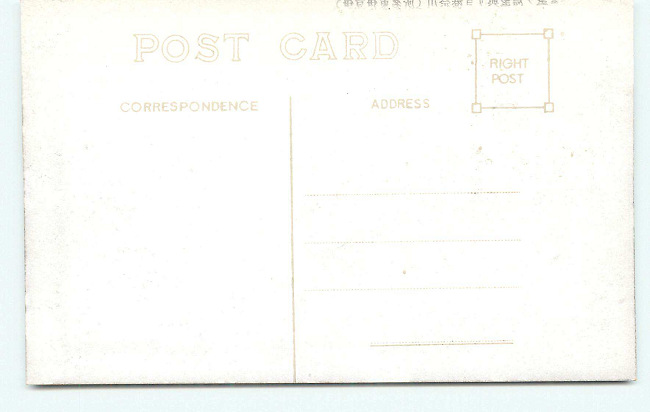 POST CARD
RIGHT
POST
CORRESPONDENCE
ADDRESS